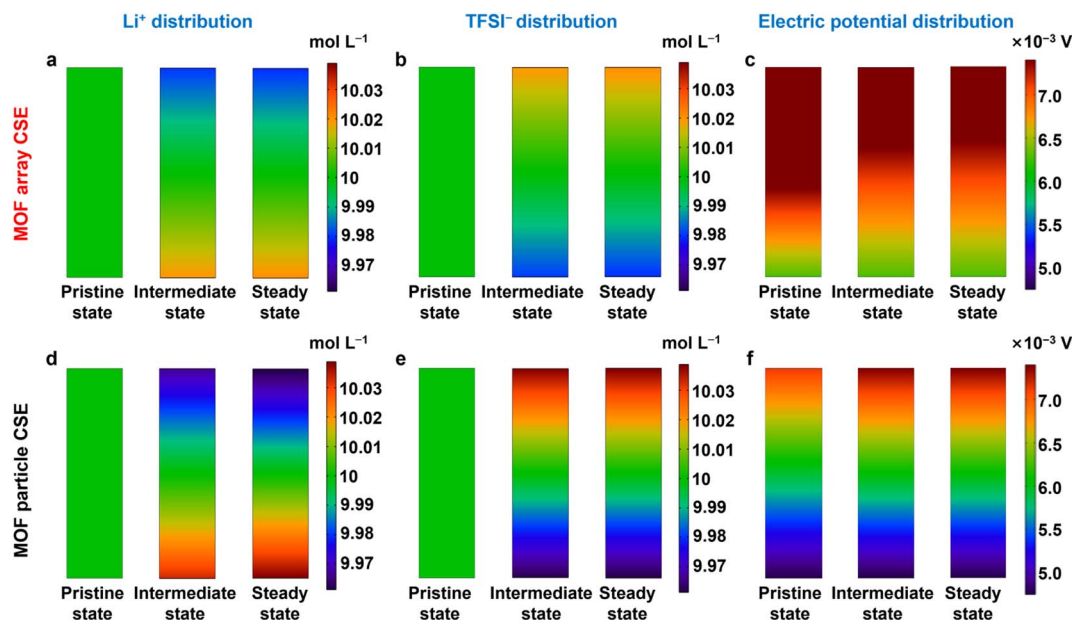 Li⁺ distribution
TFSI⁻ distribution
Electric potential distribution
MOF array CSE
a
mol L⁻¹
10.03
10.02
10.01
10
9.99
9.98
9.97
Pristine state
Intermediate state
Steady state
b
mol L⁻¹
10.03
10.02
10.01
10
9.99
9.98
9.97
Pristine state
Intermediate state
Steady state
c
×10⁻³ V
7.0
6.5
6.0
5.5
5.0
Pristine state
Intermediate state
Steady state
MOF particle CSE
d
mol L⁻¹
10.03
10.02
10.01
10
9.99
9.98
9.97
Pristine state
Intermediate state
Steady state
e
mol L⁻¹
10.03
10.02
10.01
10
9.99
9.98
9.97
Pristine state
Intermediate state
Steady state
f
×10⁻³ V
7.0
6.5
6.0
5.5
5.0
Pristine state
Intermediate state
Steady state